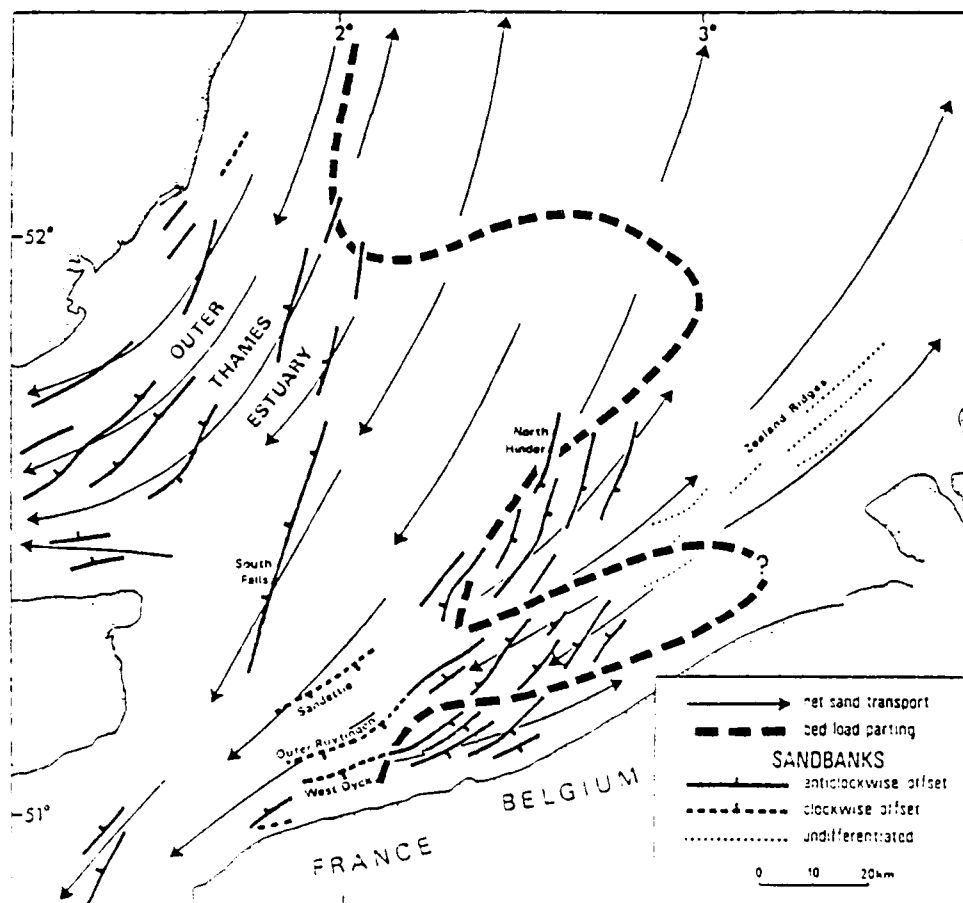 2°
3°
52°
OUTER
THAMES
ESTUARY
Zeeland Ridges
North
Hinder
South
Falls
?
Sandettie
Outer Ruytingen
West Dyck
51°
BELGIUM
FRANCE
net sand transport
bed load parting
SANDBANKS
anticlockwise offset
clockwise offset
undifferentiated
0 10 20km